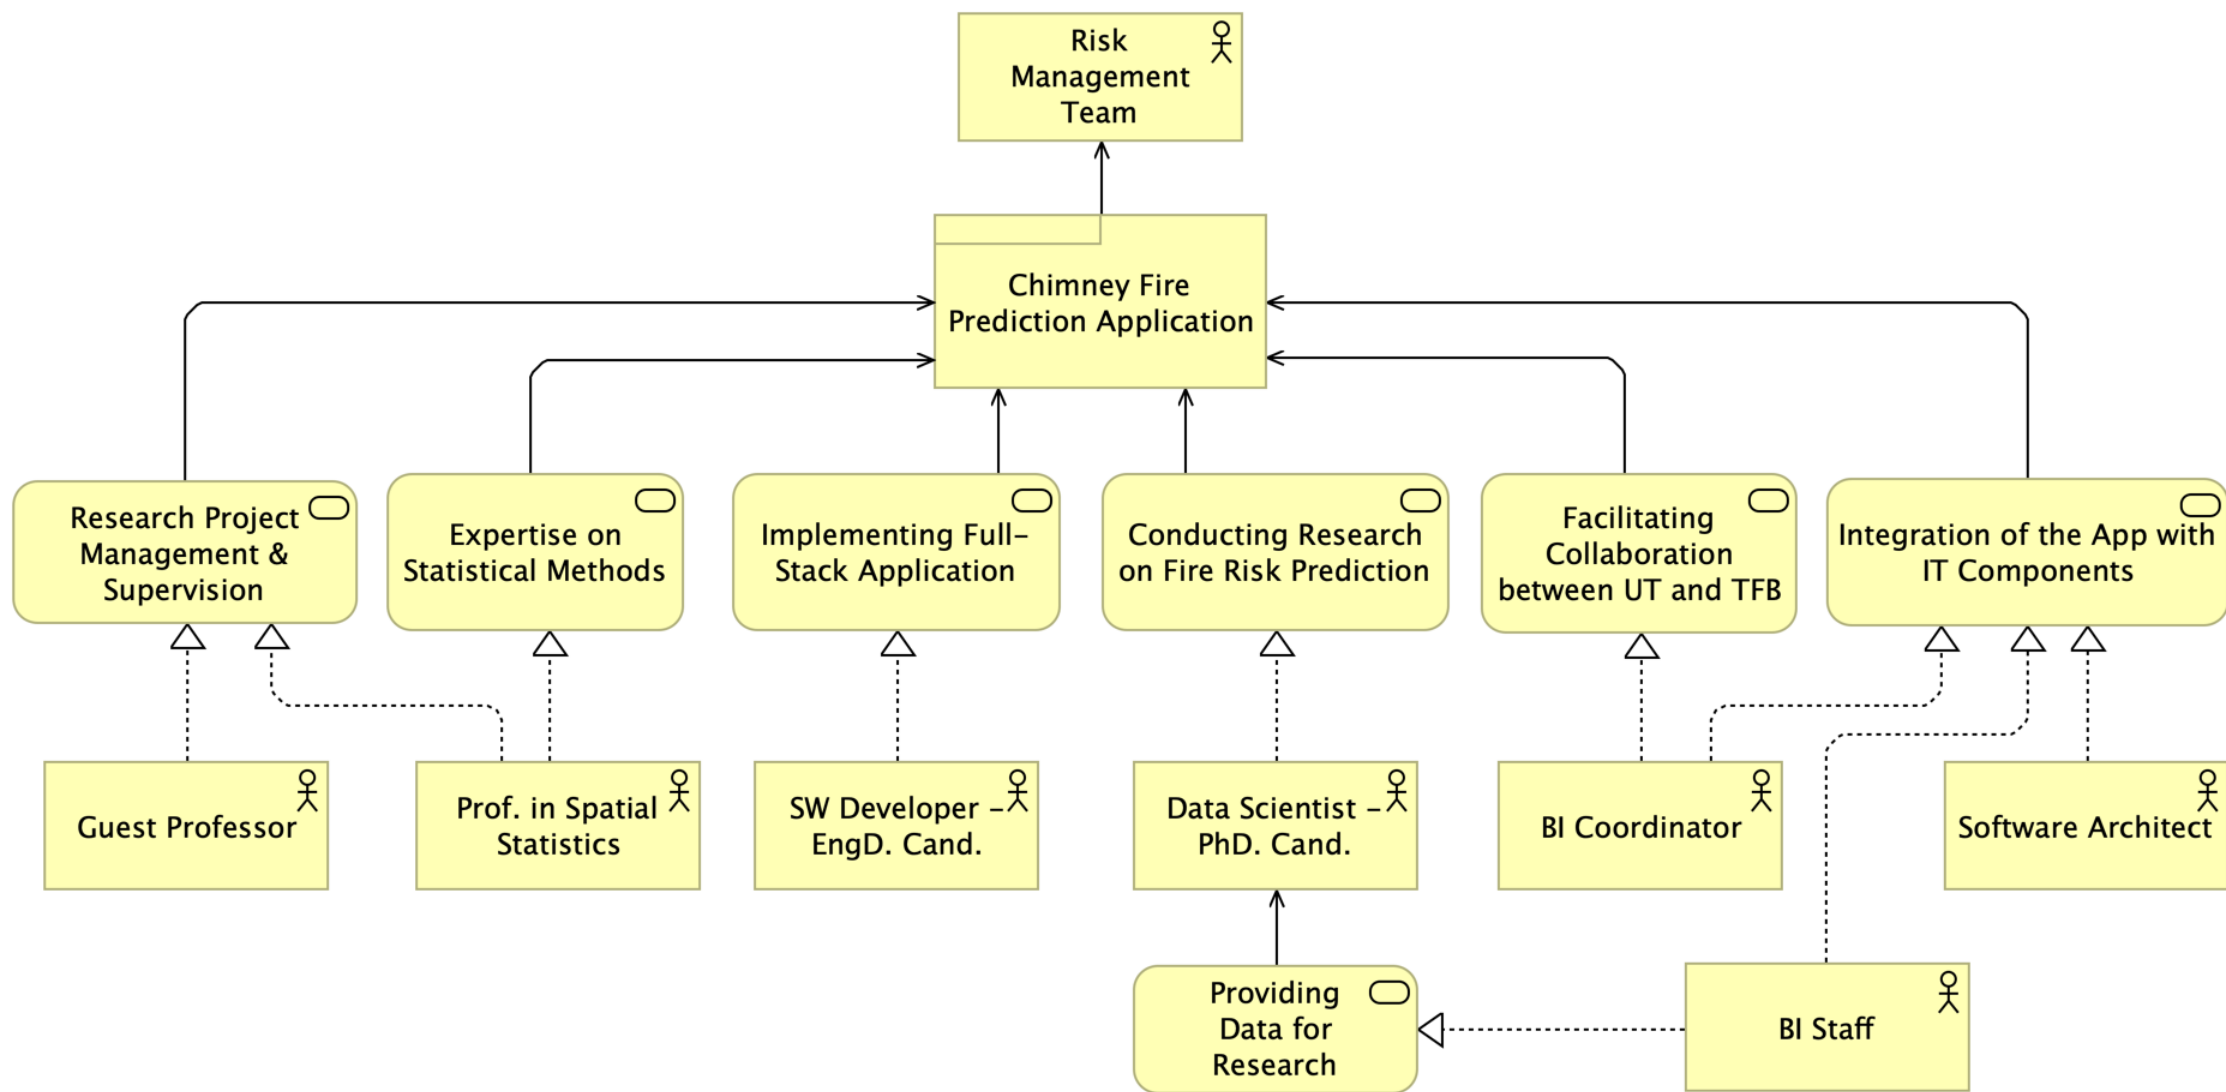 Risk
Management
Team
Chimney Fire
Prediction Application
Research Project
Management &
Supervision
Expertise on
Statistical Methods
Implementing Full-
Stack Application
Conducting Research
on Fire Risk Prediction
Facilitating
Collaboration
between UT and TFB
Integration of the App with
IT Components
Guest Professor
Prof. in Spatial
Statistics
SW Developer -
EngD. Cand.
Data Scientist -
PhD. Cand.
BI Coordinator
Software Architect
Providing
Data for
Research
BI Staff